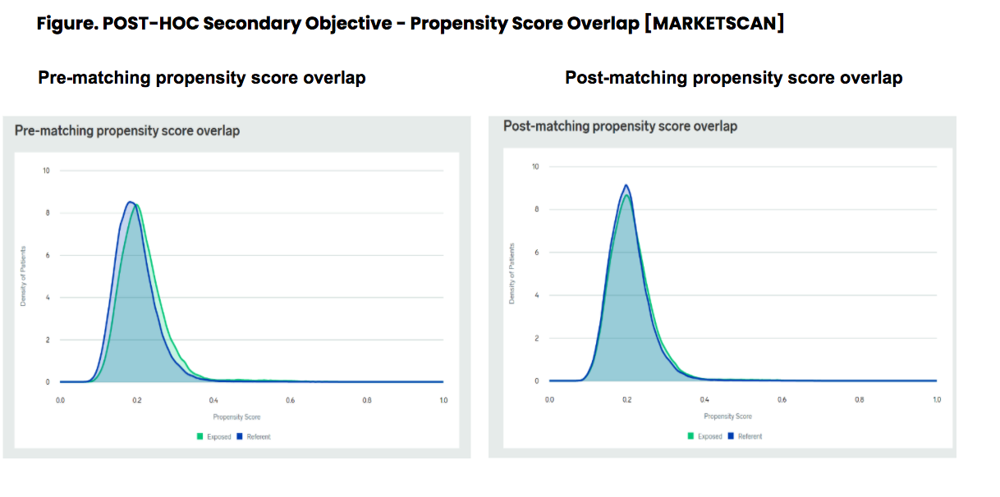 Figure. POST-HOC Secondary Objective - Propensity Score Overlap [MARKETSCAN]
Pre-matching propensity score overlap
Post-matching propensity score overlap
Pre-matching propensity score overlap
10
8
6
4
2
0
Density of Patients
0.0 0.2 0.4 0.6 0.8 1.0
Propensity Score
Exposed Referent
Post-matching propensity score overlap
10
8
6
4
2
0
Density of Patients
0.0 0.2 0.4 0.6 0.8 1.0
Propensity Score
Exposed Referent